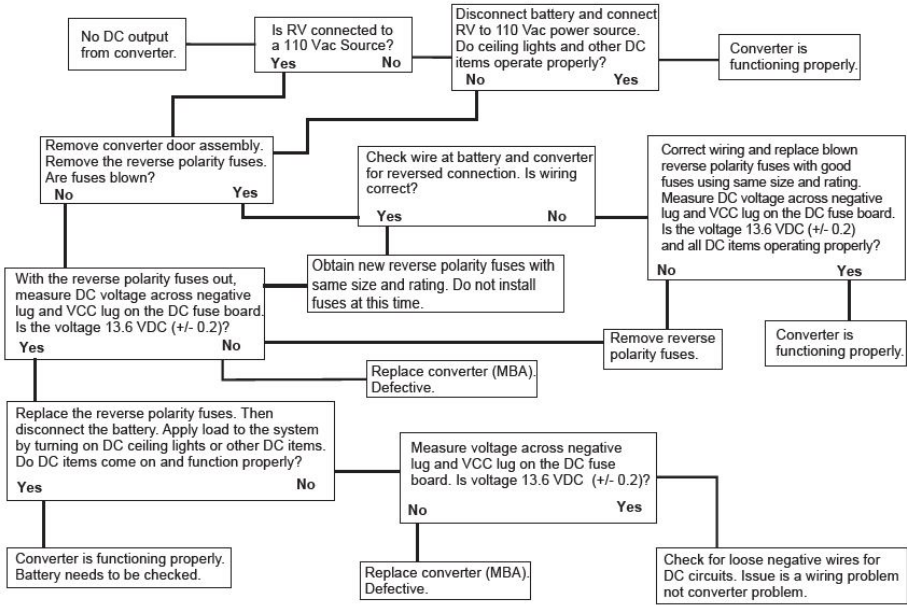 No DC output
from converter.
Is RV connected to
a 110 Vac Source?
Yes
No
Disconnect battery and connect
RV to 110 Vac power source.
Do ceiling lights and other DC
items operate properly?
No
Yes
Converter is
functioning properly.
Remove converter door assembly.
Remove the reverse polarity fuses.
Are fuses blown?
No
Yes
Check wire at battery and converter
for reversed connection. Is wiring
correct?
Yes
No
Correct wiring and replace blown
reverse polarity fuses with good
fuses using same size and rating.
Measure DC voltage across negative
lug and VCC lug on the DC fuse board.
Is the voltage 13.6 VDC (+/- 0.2)
and all DC items operating properly?
No
Yes
With the reverse polarity fuses out,
measure DC voltage across negative
lug and VCC lug on the DC fuse board.
Is the voltage 13.6 VDC (+/- 0.2)?
Yes
No
Obtain new reverse polarity fuses with
same size and rating. Do not install
fuses at this time.
Remove reverse
polarity fuses.
Converter is
functioning properly.
Replace converter (MBA).
Defective.
Replace the reverse polarity fuses. Then
disconnect the battery. Apply load to the system
by turning on DC ceiling lights or other DC items.
Do DC items come on and function properly?
Yes
No
Measure voltage across negative
lug and VCC lug on the DC fuse
board. Is voltage 13.6 VDC (+/- 0.2)?
No
Yes
Converter is functioning properly.
Battery needs to be checked.
Replace converter (MBA).
Defective.
Check for loose negative wires for
DC circuits. Issue is a wiring problem
not converter problem.